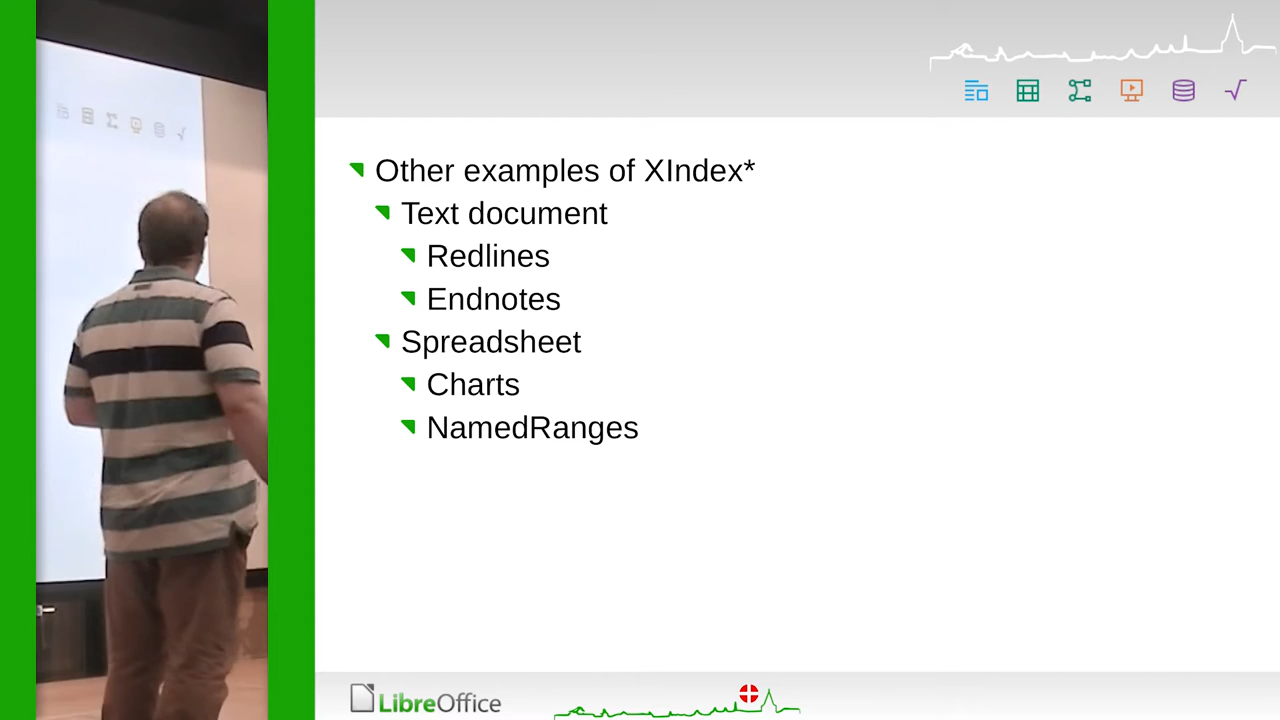 Other examples of XIndex*
Text document
Redlines
Endnotes
Spreadsheet
Charts
NamedRanges
LibreOffice